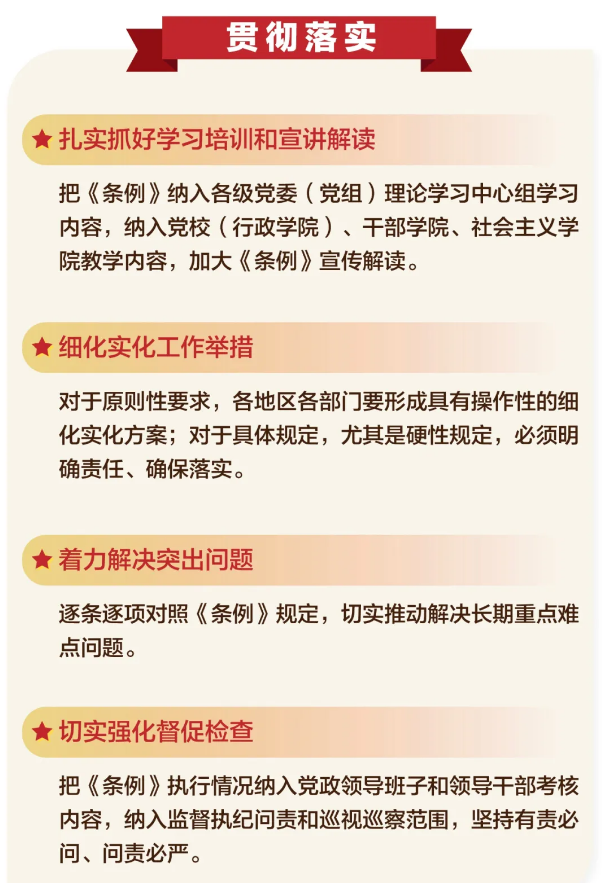 贯彻落实
扎实抓好学习培训和宣讲解读
把《条例》纳入各级党委（党组）理论学习中心组学习
内容，纳入党校（行政学院）、干部学院、社会主义学
院教学内容，加大《条例》宣传解读。
细化实化工作举措
对于原则性要求，各地区各部门要形成具有操作性的细
化实化方案；对于具体规定，尤其是硬性规定，必须明
确责任、确保落实。
着力解决突出问题
逐条逐项对照《条例》规定，切实推动解决长期重点难
点问题。
切实强化督促检查
把《条例》执行情况纳入党政领导班子和领导干部考核
内容，纳入监督执纪问责和巡视巡察范围，坚持有责必
问、问责必严。